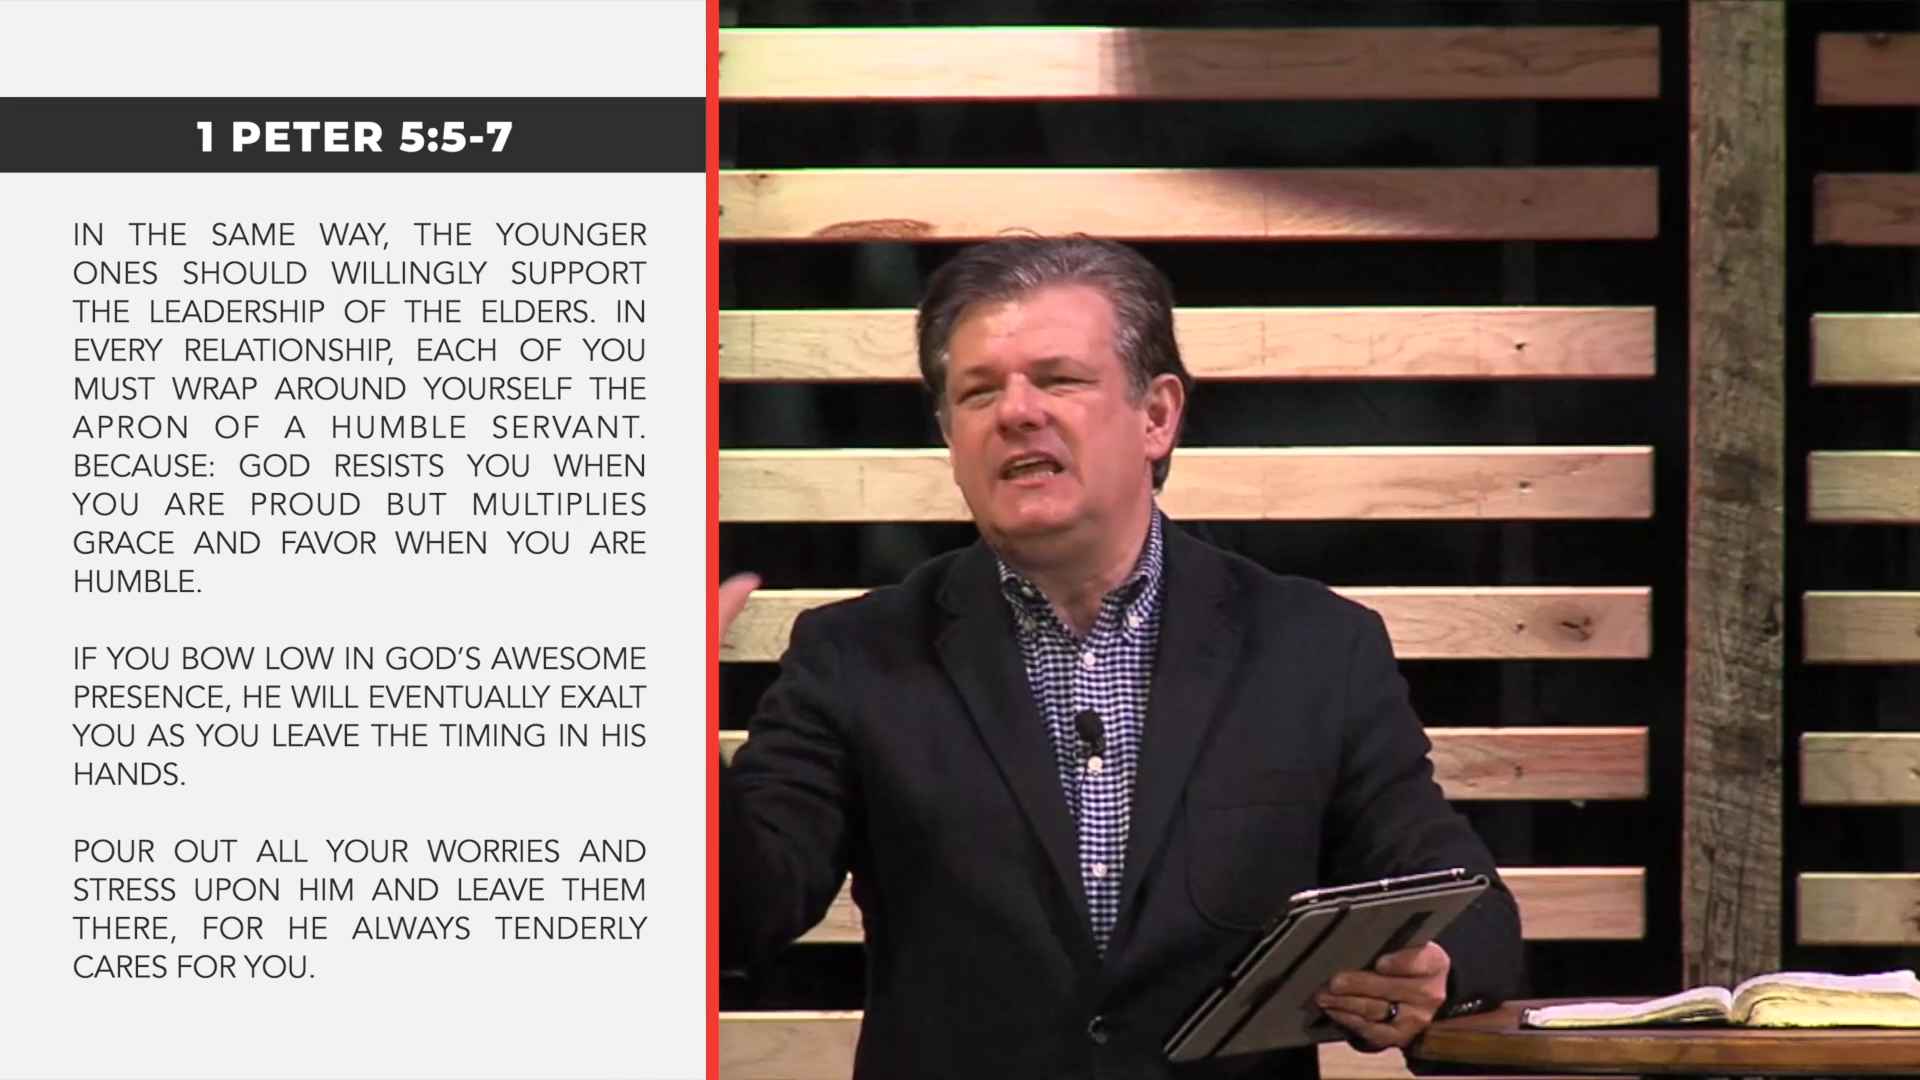 1 PETER 5:5-7
IN THE SAME WAY, THE YOUNGER
ONES SHOULD WILLINGLY SUPPORT
THE LEADERSHIP OF THE ELDERS. IN
EVERY RELATIONSHIP, EACH OF YOU
MUST WRAP AROUND YOURSELF THE
APRON OF A HUMBLE SERVANT.
BECAUSE: GOD RESISTS YOU WHEN
YOU ARE PROUD BUT MULTIPLIES
GRACE AND FAVOR WHEN YOU ARE
HUMBLE.
IF YOU BOW LOW IN GOD'S AWESOME
PRESENCE, HE WILL EVENTUALLY EXALT
YOU AS YOU LEAVE THE TIMING IN HIS
HANDS.
POUR OUT ALL YOUR WORRIES AND
STRESS UPON HIM AND LEAVE THEM
THERE, FOR HE ALWAYS TENDERLY
CARES FOR YOU.